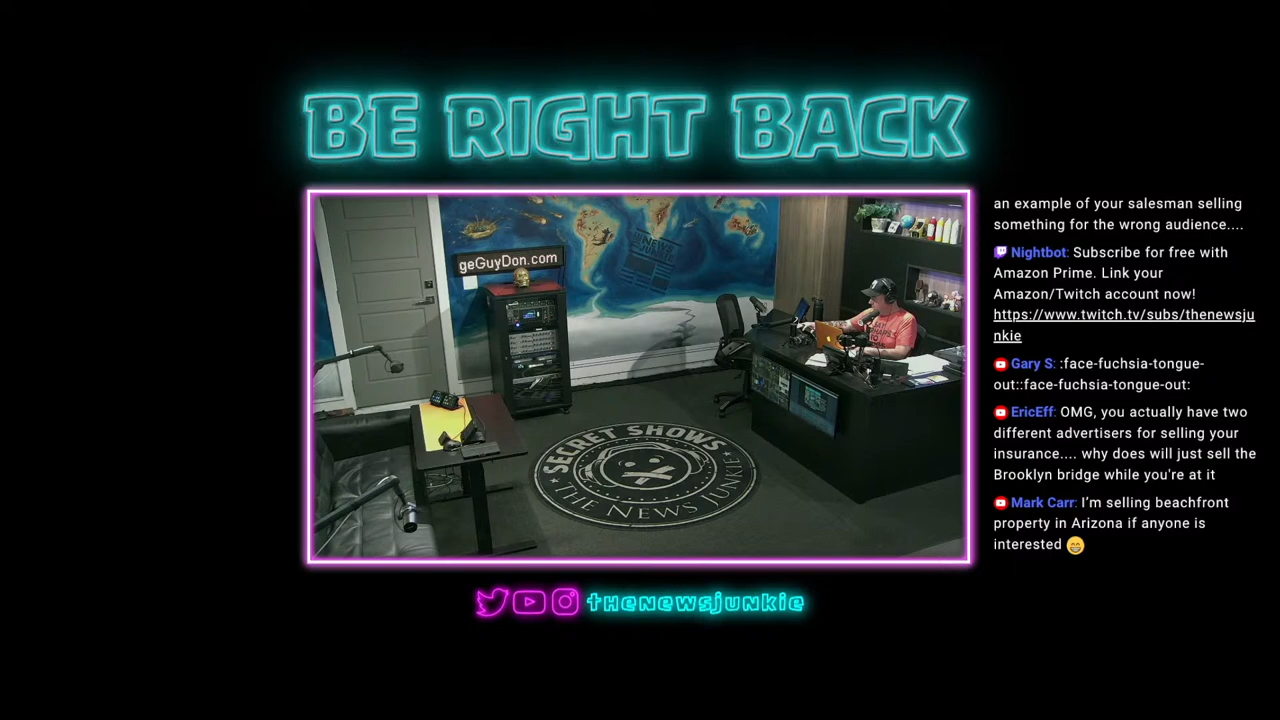 BE RIGHT BACK
geGuyDon.com
THE NEWS
JUNKIE
SECRET SHOWS
THE NEWS JUNKIE
an example of your salesman selling
something for the wrong audience....
Nightbot: Subscribe for free with
Amazon Prime. Link your
Amazon/Twitch account now!
https://www.twitch.tv/subs/thenewsju
nkie
Gary S: :face-fuchsia-tongue-
out::face-fuchsia-tongue-out:
EricEff: OMG, you actually have two
different advertisers for selling your
insurance.... why does will just sell the
Brooklyn bridge while you're at it
Mark Carr: I’m selling beachfront
property in Arizona if anyone is
interested 😁
thenewsjunkie